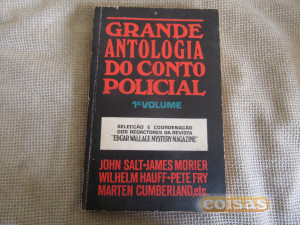 GRANDE
ANTOLOGIA
DO CONTO
POLICIAL
1º VOLUME
SELECÇÃO E COORDENAÇÃO
DOS REDACTORES DA REVISTA
"EDGAR WALLACE MYSTERY MAGAZINE"
JOHN SALT-JAMES MORIER
WILHELM HAUFF-PETE FRY
MARTEN CUMBERLAND, etc.
coisas